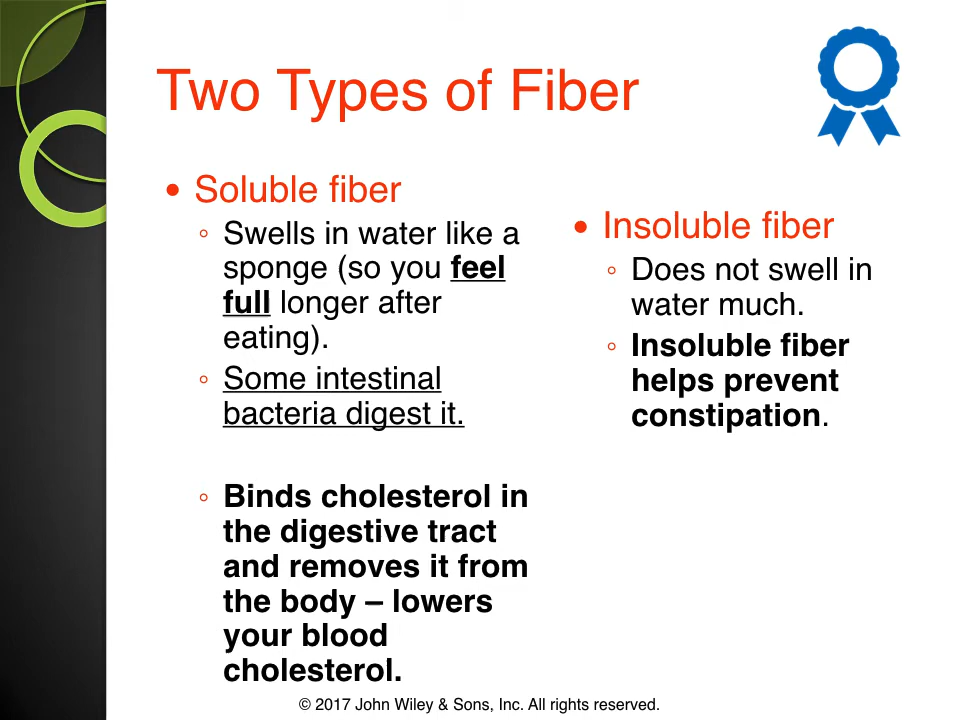 Two Types of Fiber
• Soluble fiber
◦ Swells in water like a
sponge (so you feel
full longer after
eating).
◦ Some intestinal
bacteria digest it.
◦ Binds cholesterol in
the digestive tract
and removes it from
the body – lowers
your blood
cholesterol.
• Insoluble fiber
◦ Does not swell in
water much.
◦ Insoluble fiber
helps prevent
constipation.
© 2017 John Wiley & Sons, Inc. All rights reserved.